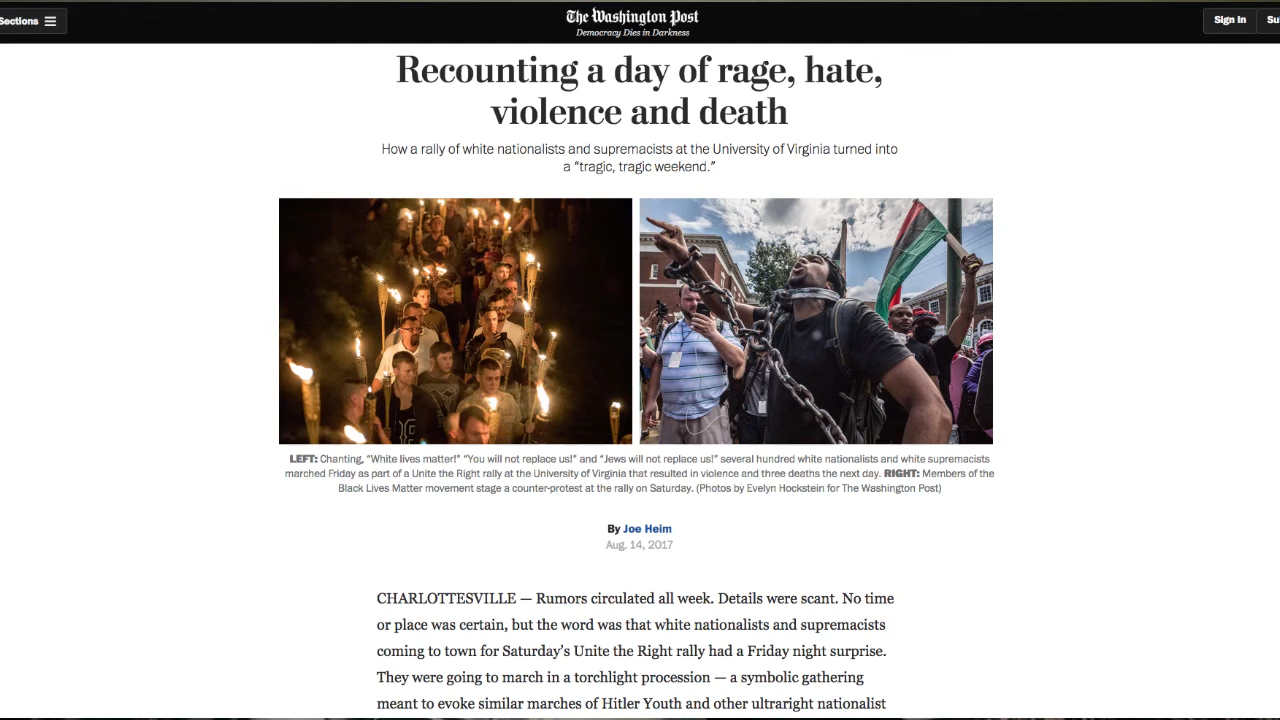 Sections
The Washington Post
Democracy Dies in Darkness
Sign In
Su
Recounting a day of rage, hate,
violence and death
How a rally of white nationalists and supremacists at the University of Virginia turned into
a “tragic, tragic weekend.”
LEFT: Chanting, “White lives matter!” “You will not replace us!” and “Jews will not replace us!” several hundred white nationalists and white supremacists
marched Friday as part of a Unite the Right rally at the University of Virginia that resulted in violence and three deaths the next day. RIGHT: Members of the
Black Lives Matter movement stage a counter-protest at the rally on Saturday. (Photos by Evelyn Hockstein for The Washington Post)
By Joe Heim
Aug. 14, 2017
CHARLOTTESVILLE — Rumors circulated all week. Details were scant. No time
or place was certain, but the word was that white nationalists and supremacists
coming to town for Saturday’s Unite the Right rally had a Friday night surprise.
They were going to march in a torchlight procession — a symbolic gathering
meant to evoke similar marches of Hitler Youth and other ultraright nationalist